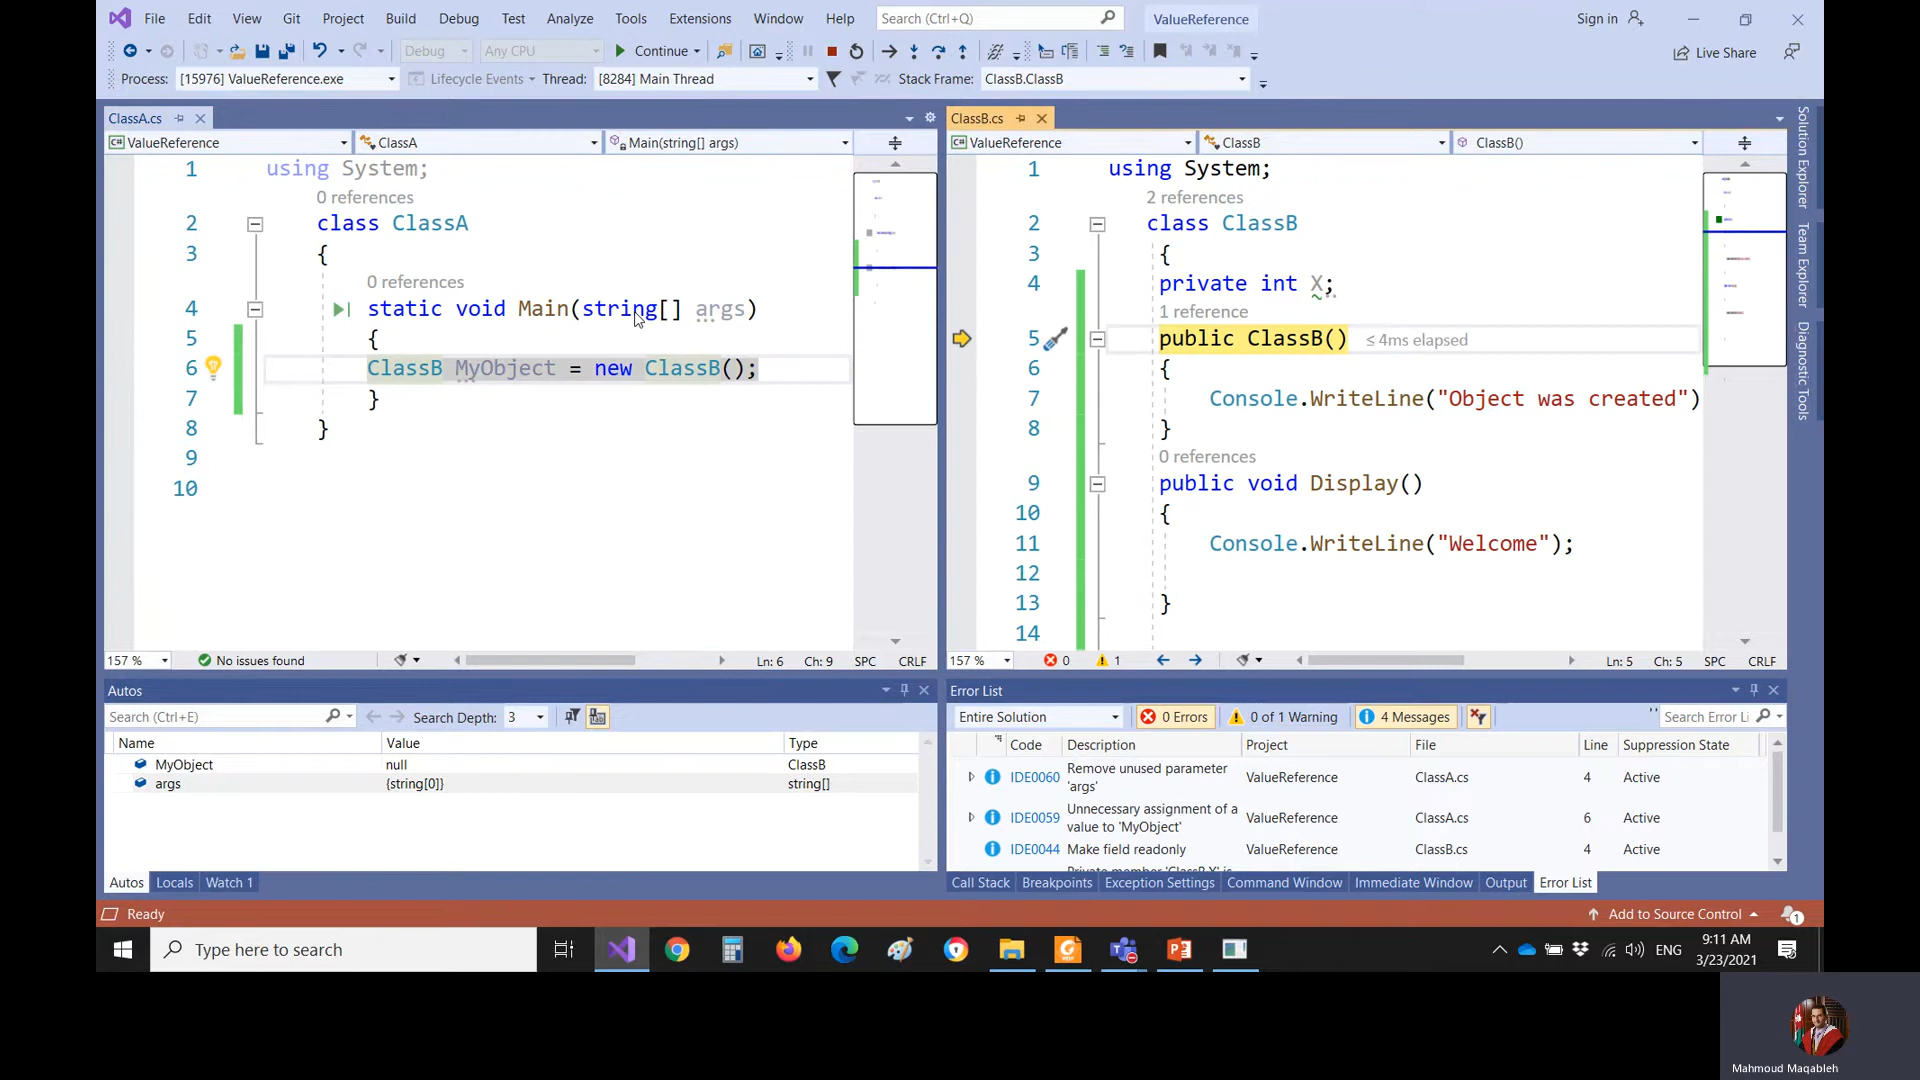 File Edit View Git Project Build Debug Test Analyze Tools Extensions Window Help Search (Ctrl+Q) ValueReference Sign in
Debug Any CPU Continue Live Share
Process: [15976] ValueReference.exe Lifecycle Events Thread: [8284] Main Thread Stack Frame: ClassB.ClassB
ClassA.cs
ValueReference ClassA Main(string[] args)
1 using System;
0 references
2 class ClassA
3 {
0 references
4 static void Main(string[] args)
5 {
6 ClassB MyObject = new ClassB();
7 }
8 }
9
10
157 % No issues found Ln: 6 Ch: 9 SPC CRLF
ClassB.cs
ValueReference ClassB ClassB()
1 using System;
2 references
2 class ClassB
3 {
4 private int X;
1 reference
5 public ClassB() ≤ 4ms elapsed
6 {
7 Console.WriteLine("Object was created")
8 }
0 references
9 public void Display()
10 {
11 Console.WriteLine("Welcome");
12
13 }
14
157 % 0 1 Ln: 5 Ch: 5 SPC CRLF
Solution Explorer
Team Explorer
Diagnostic Tools
Autos
Search (Ctrl+E) Search Depth: 3
Name Value Type
MyObject null ClassB
args {string[0]} string[]
Autos Locals Watch 1
Error List
Entire Solution 0 Errors 0 of 1 Warning 4 Messages Search Error Li
Code Description Project File Line Suppression State
IDE0060 Remove unused parameter 'args' ValueReference ClassA.cs 4 Active
IDE0059 Unnecessary assignment of a value to 'MyObject' ValueReference ClassA.cs 6 Active
IDE0044 Make field readonly ValueReference ClassB.cs 4 Active
Private member 'ClassB.X' is
Call Stack Breakpoints Exception Settings Command Window Immediate Window Output Error List
Ready Add to Source Control 1
Type here to search ENG 9:11 AM
3/23/2021
Mahmoud Maqableh